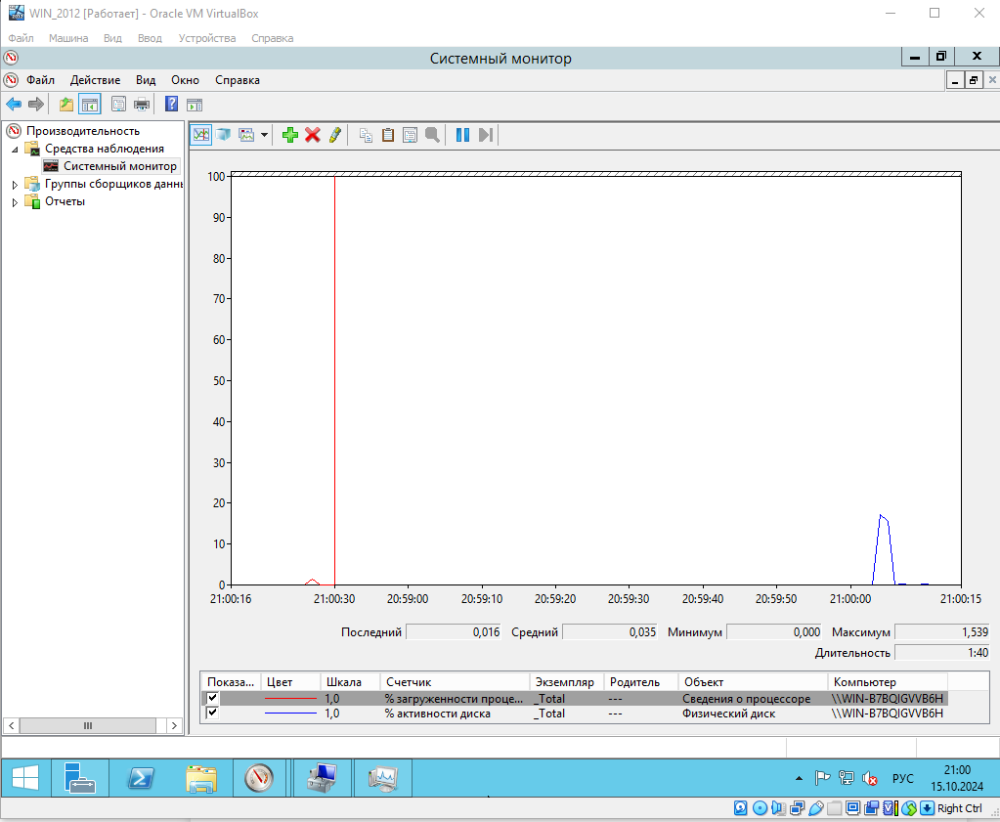 WIN_2012 [Работает] - Oracle VM VirtualBox
Файл Машина Вид Ввод Устройства Справка
Системный монитор
Файл Действие Вид Окно Справка
Производительность
Средства наблюдения
Системный монитор
Группы сборщиков данны
Отчеты
100
90
80
70
60
50
40
30
20
10
0
21:00:16 21:00:30 20:59:00 20:59:10 20:59:20 20:59:30 20:59:40 20:59:50 21:00:00 21:00:15
Последний 0,016 Средний 0,035 Минимум 0,000 Максимум 1,539
Длительность 1:40
Показа... Цвет Шкала Счетчик Экземпляр Родитель Объект Компьютер
1,0 % загруженности проце... _Total --- Сведения о процессоре \\WIN-B7BQIGVVB6H
1,0 % активности диска _Total --- Физический диск \\WIN-B7BQIGVVB6H
РУС
21:00
15.10.2024
Right Ctrl